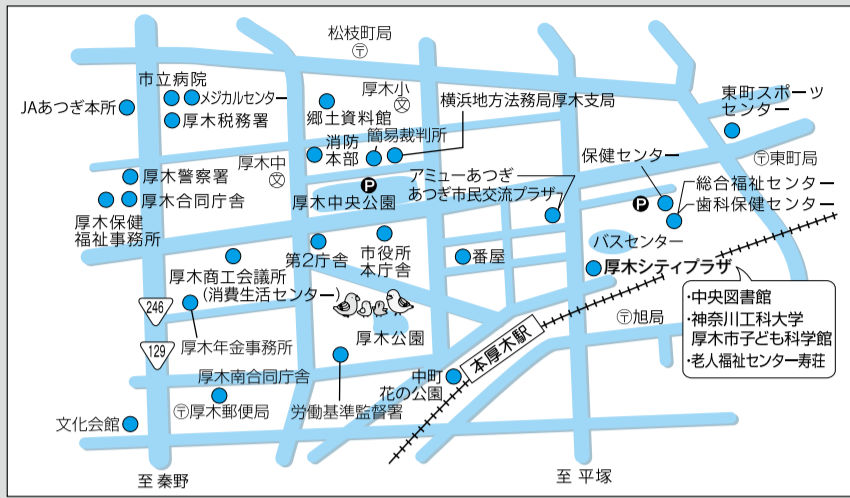 松枝町局
〒
市立病院
メジカルセンター
JAあつぎ本所
厚木税務署
厚木小
文
郷土資料館
横浜地方法務局厚木支局
東町スポーツ
センター
消防
本部
簡易裁判所
厚木中
文
保健センター
〒東町局
厚木警察署
厚木合同庁舎
厚木保健
福祉事務所
P
厚木中央公園
アミューあつぎ
あつぎ市民交流プラザ
P
総合福祉センター
歯科保健センター
バスセンター
第2庁舎
市役所
本庁舎
番屋
厚木シティプラザ
厚木商工会議所
(消費生活センター)
・中央図書館
・神奈川工科大学
厚木市子ども科学館
・老人福祉センター寿荘
246
129
厚木年金事務所
厚木公園
〒旭局
本厚木駅
厚木南合同庁舎
中町
花の公園
〒厚木郵便局
労働基準監督署
文化会館
至 秦野
至 平塚